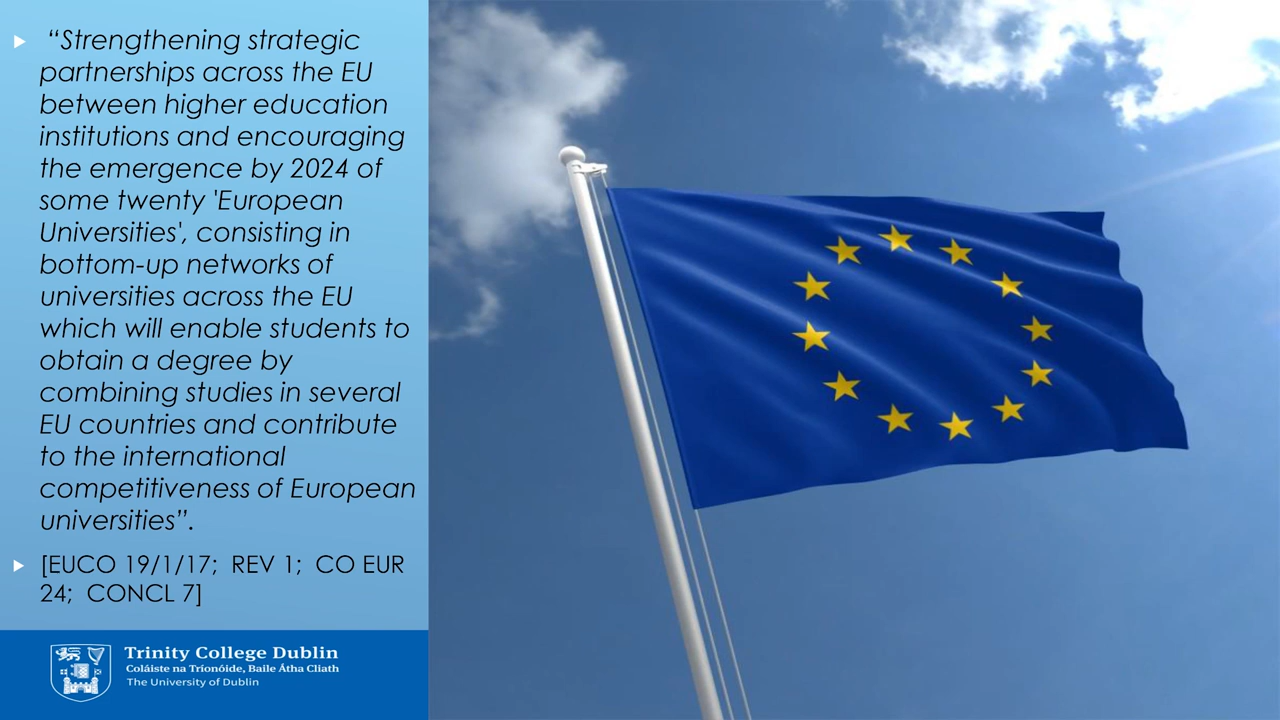 “Strengthening strategic
partnerships across the EU
between higher education
institutions and encouraging
the emergence by 2024 of
some twenty 'European
Universities', consisting in
bottom-up networks of
universities across the EU
which will enable students to
obtain a degree by
combining studies in several
EU countries and contribute
to the international
competitiveness of European
universities”.
[EUCO 19/1/17;  REV 1;  CO EUR
24;  CONCL 7]
Trinity College Dublin
Coláiste na Tríonóide, Baile Átha Cliath
The University of Dublin